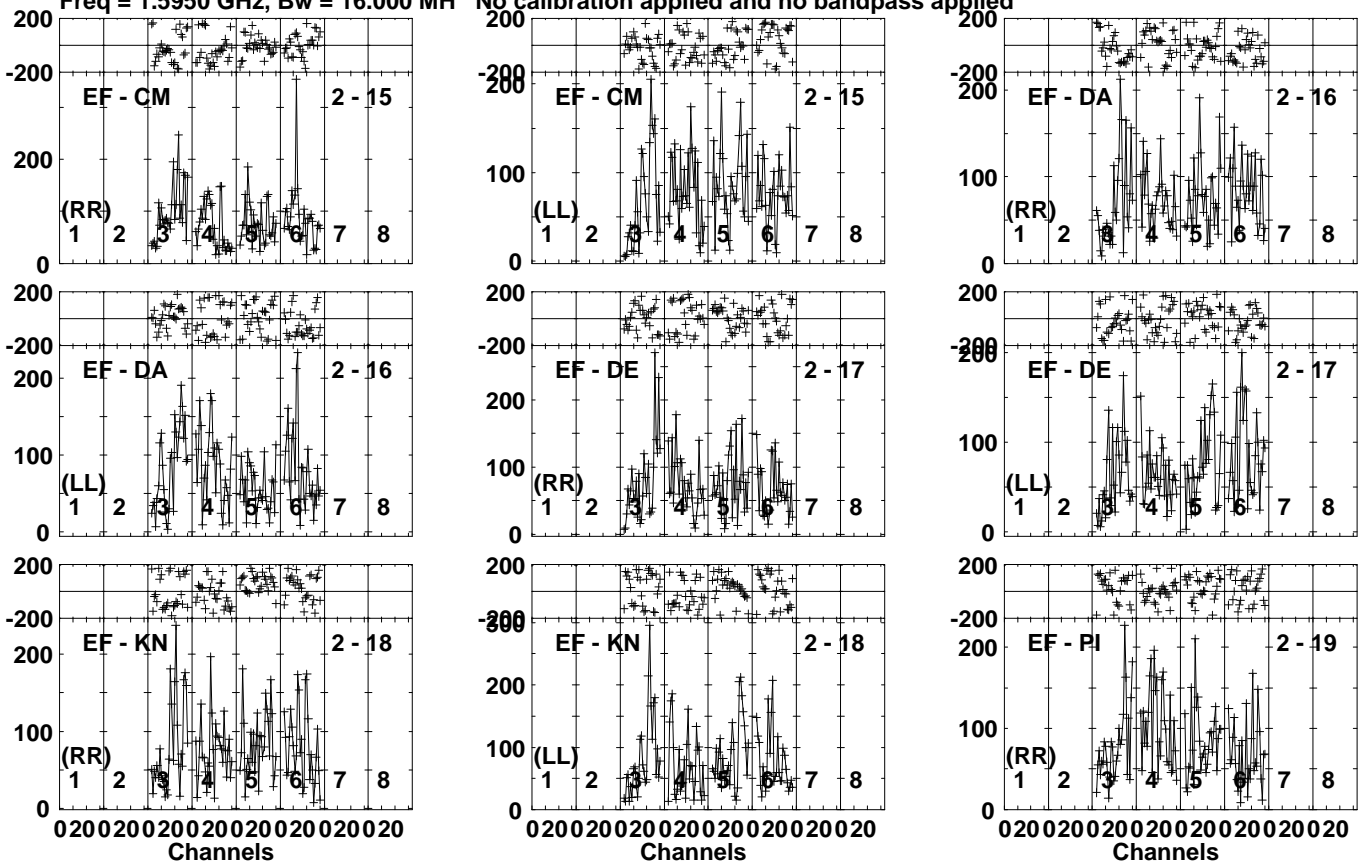 Freq = 1.5950 GHz, Bw = 16.000 MH No calibration applied and no bandpass applied
200 200 200
-200 -200 -200
EF - CM 2 - 15
200
(RR)
1 2 3 4 5 6 7 8
0
200
EF - CM 2 - 15
100
(LL)
1 2 3 4 5 6 7 8
0
200
EF - DA 2 - 16
100
(RR)
1 2 3 4 5 6 7 8
0
200 200 200
-200 -200 -200
EF - DA 2 - 16
200
100
(LL)
1 2 3 4 5 6 7 8
0
EF - DE 2 - 17
200
100
(RR)
1 2 3 4 5 6 7 8
0
200
EF - DE 2 - 17
100
(LL)
1 2 3 4 5 6 7 8
0
200 200 200
-200 -200 -200
EF - KN 2 - 18
200
100
(RR)
1 2 3 4 5 6 7 8
0
300
EF - KN 2 - 18
200
100
(LL)
1 2 3 4 5 6 7 8
0
EF - PI 2 - 19
200
100
(RR)
1 2 3 4 5 6 7 8
0
0 20 0 20 0 20 0 20 0 20 0 20 0 20 0 20
Channels
0 20 0 20 0 20 0 20 0 20 0 20 0 20 0 20
Channels
0 20 0 20 0 20 0 20 0 20 0 20 0 20 0 20
Channels